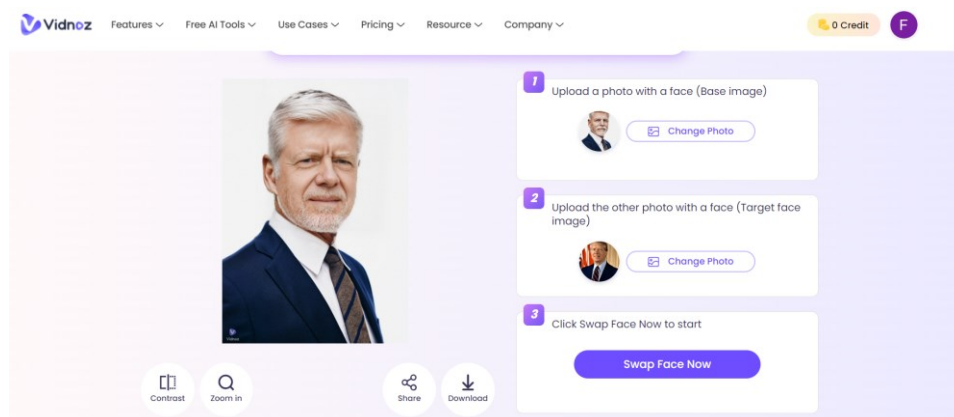 Vidnoz Features Free AI Tools Use Cases Pricing Resource Company 0 Credit F
1
Upload a photo with a face (Base image)
Change Photo
2
Upload the other photo with a face (Target face
image)
Change Photo
3
Click Swap Face Now to start
Swap Face Now
Vidnoz
Contrast
Zoom in
Share
Download